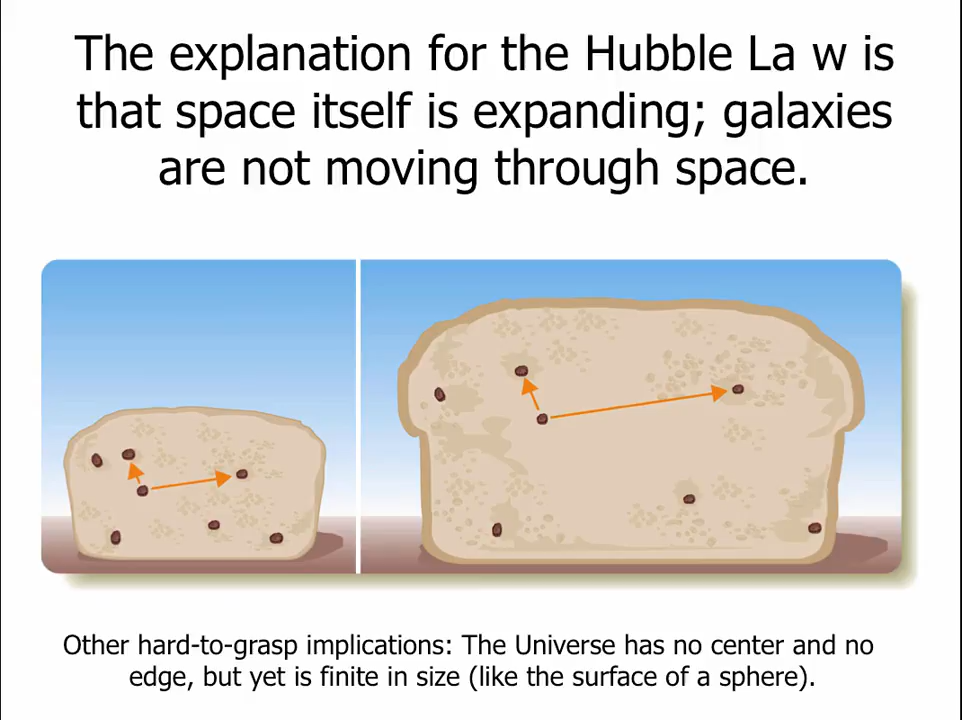 The explanation for the Hubble La w is
that space itself is expanding; galaxies
are not moving through space.
Other hard-to-grasp implications: The Universe has no center and no
edge, but yet is finite in size (like the surface of a sphere).